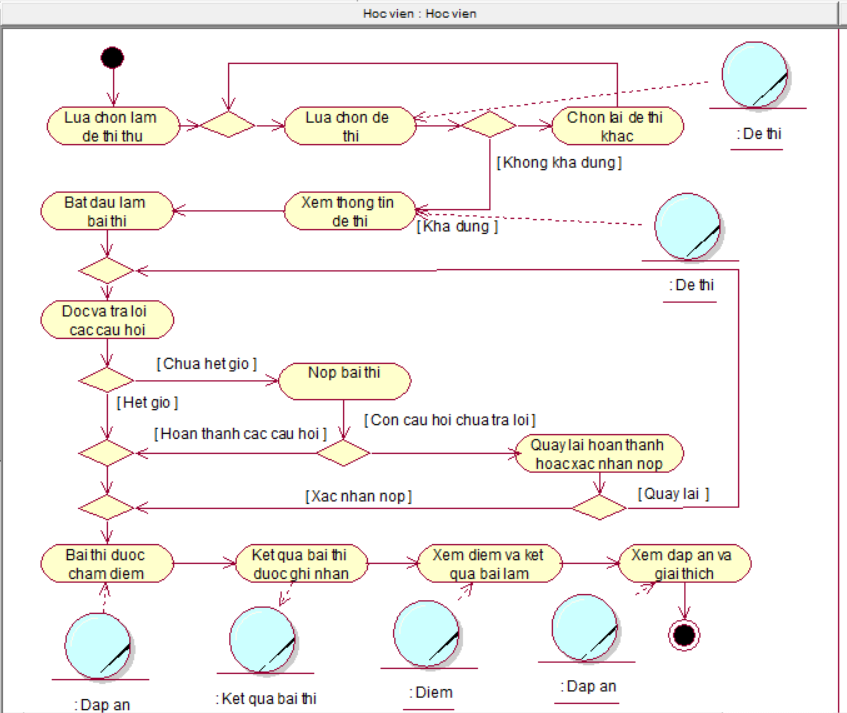 Hoc vien : Hoc vien
Lua chon lam
de thi thu
Lua chon de
thi
Chon lai de thi
khac
: De thi
[ Khong kha dung ]
Bat dau lam
bai thi
Xem thong tin
de thi
[ Kha dung ]
: De thi
Doc va tra loi
cac cau hoi
[ Chua het gio ]
Nop bai thi
[ Het gio ]
[ Con cau hoi chua tra loi ]
[ Hoan thanh cac cau hoi ]
Quay lai hoan thanh
hoac xac nhan nop
[ Xac nhan nop ]
[ Quay lai ]
Bai thi duoc
cham diem
Ket qua bai thi
duoc ghi nhan
Xem diem va ket
qua bai lam
Xem dap an va
giai thich
: Dap an
: Ket qua bai thi
: Diem
: Dap an